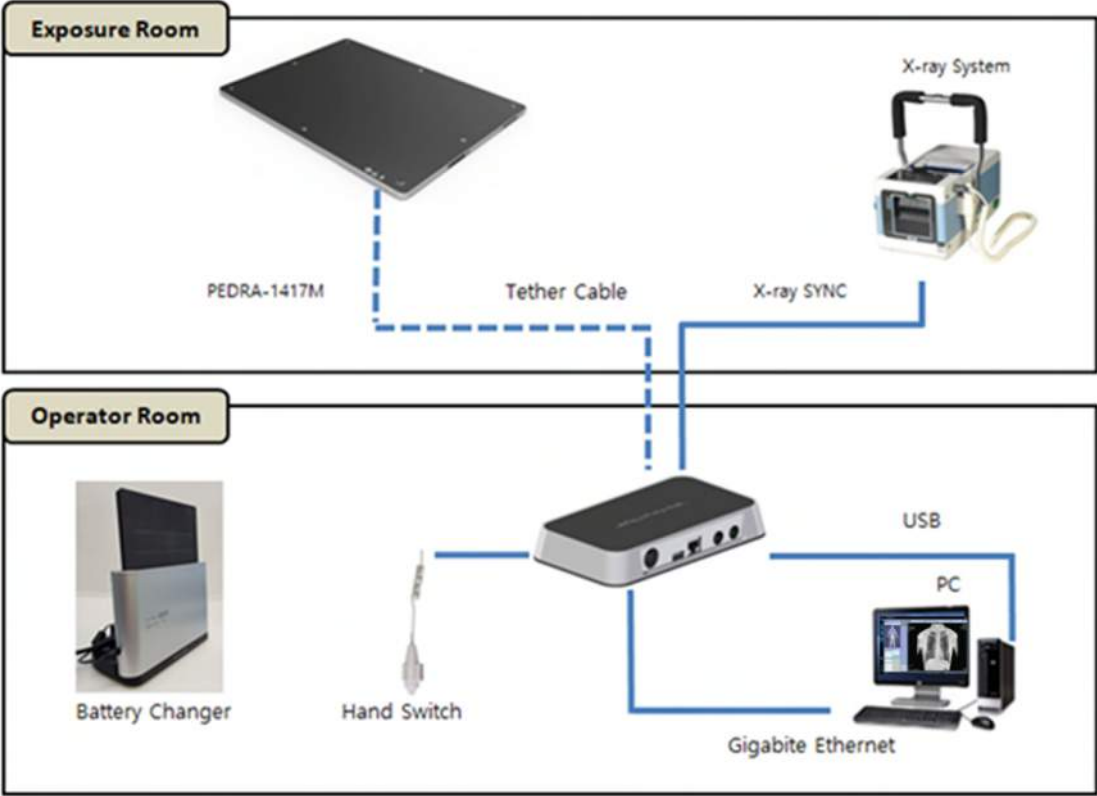 Exposure Room
X-ray System
PEDRA-1417M
Tether Cable
X-ray SYNC
Operator Room
USB
PC
Battery Changer
Hand Switch
Gigabite Ethernet